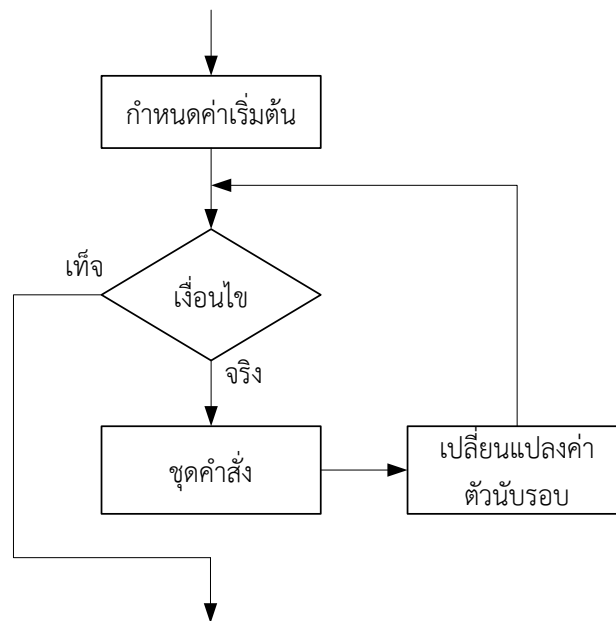 กำหนดค่าเริ่มต้น
เท็จ
เงื่อนไข
จริง
ชุดคำสั่ง
เปลี่ยนแปลงค่า
ตัวนับรอบ